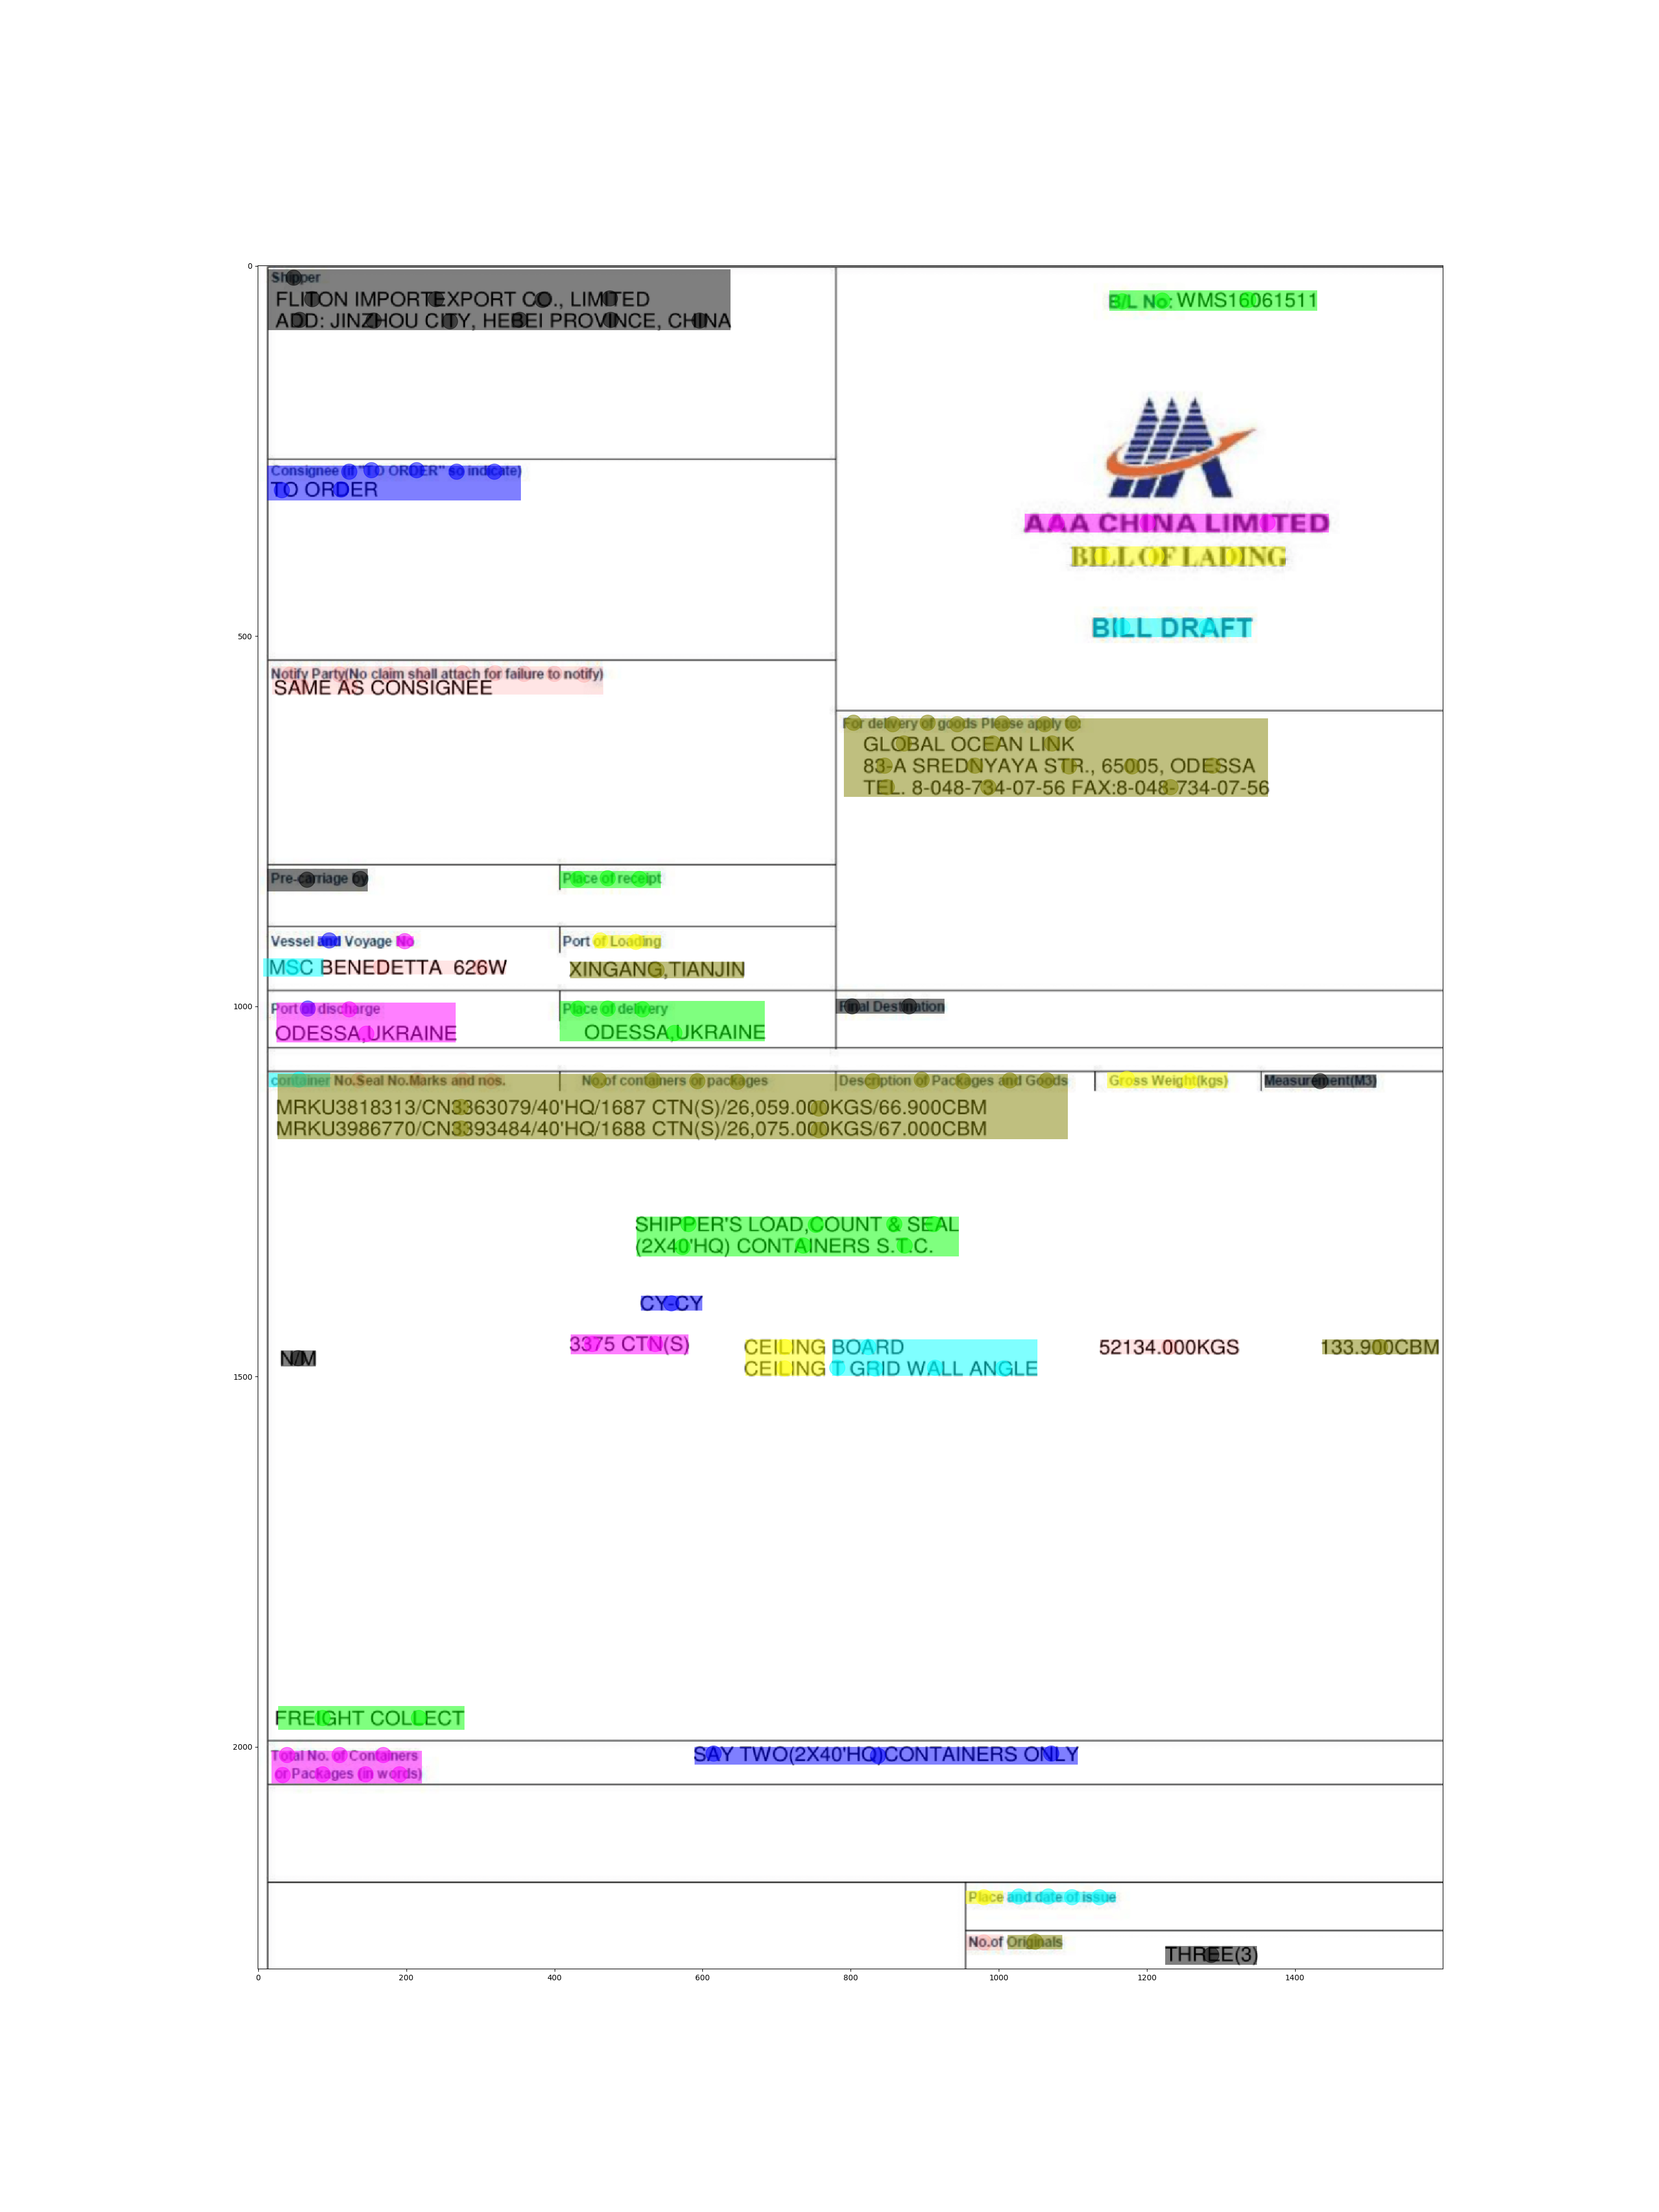 Shipper
FLITON IMPORTEXPORT CO., LIMITED
ADD: JINZHOU CITY, HEBEI PROVINCE, CHINA
B/L No: WMS16061511
Consignee (if "TO ORDER" so indicate)
TO ORDER
AAA CHINA LIMITED
BILL OF LADING
BILL DRAFT
Notify Party(No claim shall attach for failure to notify)
SAME AS CONSIGNEE
For delivery of goods Please apply to:
GLOBAL OCEAN LINK
83-A SREDNYAYA STR., 65005, ODESSA
TEL. 8-048-734-07-56 FAX:8-048-734-07-56
Pre-carriage by
Place of receipt
Vessel and Voyage No
Port of Loading
MSC BENEDETTA 626W
XINGANG,TIANJIN
Port of discharge
Place of delivery
Final Destination
ODESSA,UKRAINE
ODESSA,UKRAINE
container No.Seal No.Marks and nos.
No.of containers or packages
Description of Packages and Goods
Gross Weight(kgs)
Measurement(M3)
MRKU3818313/CN3363079/40'HQ/1687 CTN(S)/26,059.000KGS/66.900CBM
MRKU3986770/CN3393484/40'HQ/1688 CTN(S)/26,075.000KGS/67.000CBM
SHIPPER'S LOAD,COUNT & SEAL
(2X40'HQ) CONTAINERS S.T.C.
CY-CY
N/M
3375 CTN(S)
CEILING BOARD
CEILING T GRID WALL ANGLE
52134.000KGS
133.900CBM
FREIGHT COLLECT
Total No. of Containers
or Packages (in words)
SAY TWO(2X40'HQ)CONTAINERS ONLY
Place and date of issue
No.of Originals
THREE(3)
0
500
1000
1500
2000
0 200 400 600 800 1000 1200 1400